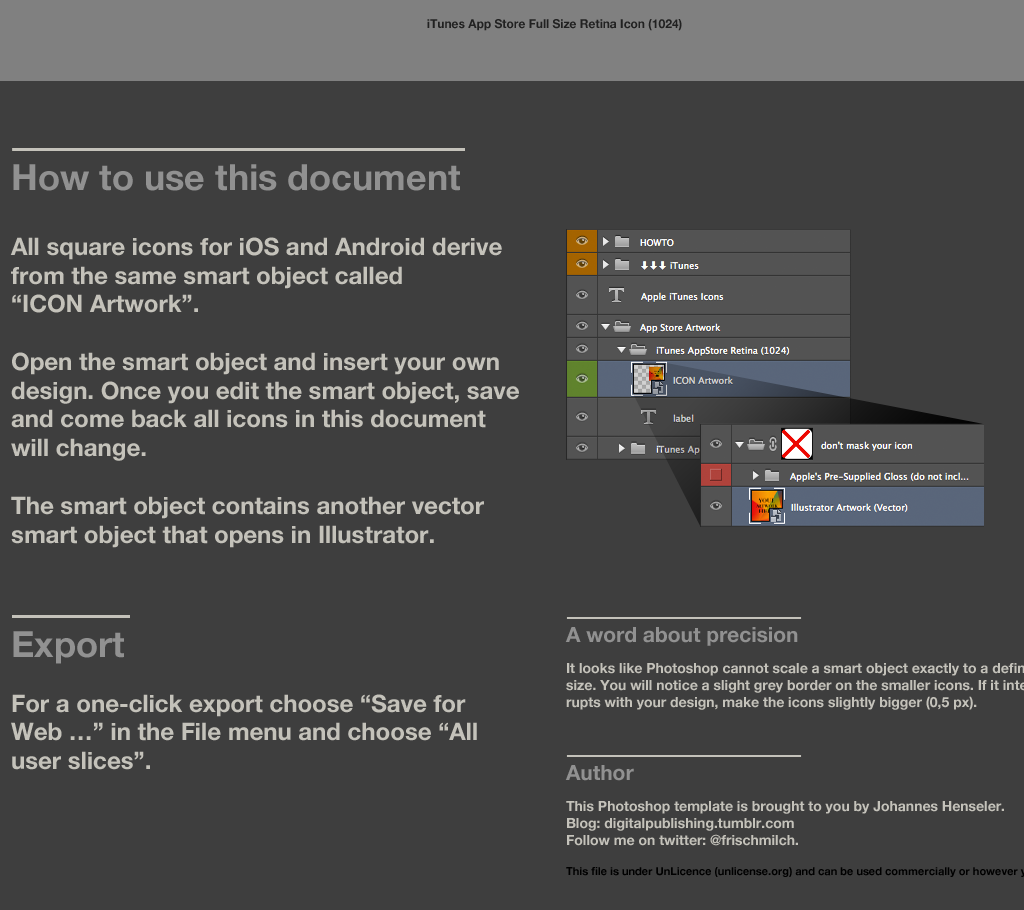 iTunes App Store Full Size Retina Icon (1024)
How to use this document
All square icons for iOS and Android derive
from the same smart object called
“ICON Artwork”.
Open the smart object and insert your own
design. Once you edit the smart object, save
and come back all icons in this document
will change.
The smart object contains another vector
smart object that opens in Illustrator.
HOWTO
↓↓↓ iTunes
Apple iTunes Icons
App Store Artwork
iTunes AppStore Retina (1024)
ICON Artwork
label
iTunes Ap
don't mask your icon
Apple's Pre-Supplied Gloss (do not incl...
Illustrator Artwork (Vector)
Export
For a one-click export choose “Save for
Web …” in the File menu and choose “All
user slices”.
A word about precision
It looks like Photoshop cannot scale a smart object exactly to a defin
size. You will notice a slight grey border on the smaller icons. If it inte
rupts with your design, make the icons slightly bigger (0,5 px).
Author
This Photoshop template is brought to you by Johannes Henseler.
Blog: digitalpublishing.tumblr.com
Follow me on twitter: @frischmilch.
This file is under UnLicence (unlicense.org) and can be used commercially or however y